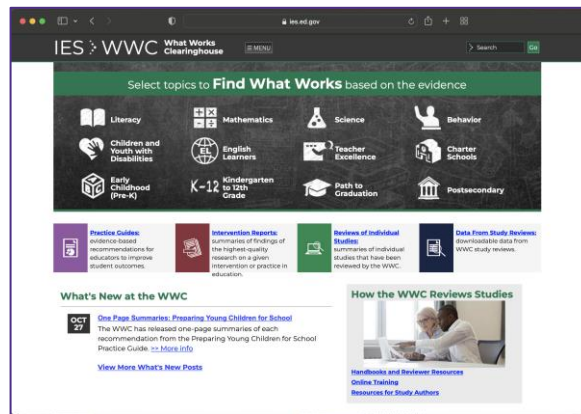 ies.ed.gov
IES WWC What Works
Clearinghouse
MENU
Search
Go
Select topics to Find What Works based on the evidence
Literacy
Mathematics
Science
Behavior
Children and
Youth with
Disabilities
EL
English
Learners
Teacher
Excellence
Charter
Schools
Early
Childhood
(Pre-K)
K-12
Kindergarten
to 12th
Grade
Path to
Graduation
Postsecondary
Practice Guides:
evidence-based
recommendations for
educators to improve
student outcomes.
Intervention Reports:
summaries of findings of
the highest-quality
research on a given
intervention or practice in
education.
Reviews of Individual
Studies:
summaries of individual
studies that have been
reviewed by the WWC.
Data From Study Reviews:
downloadable data from
WWC study reviews.
What's New at the WWC
OCT
27
One Page Summaries: Preparing Young Children for School
The WWC has released one-page summaries of each
recommendation from the Preparing Young Children for School
Practice Guide. >> More info
View More What's New Posts
How the WWC Reviews Studies
Handbooks and Reviewer Resources
Online Training
Resources for Study Authors